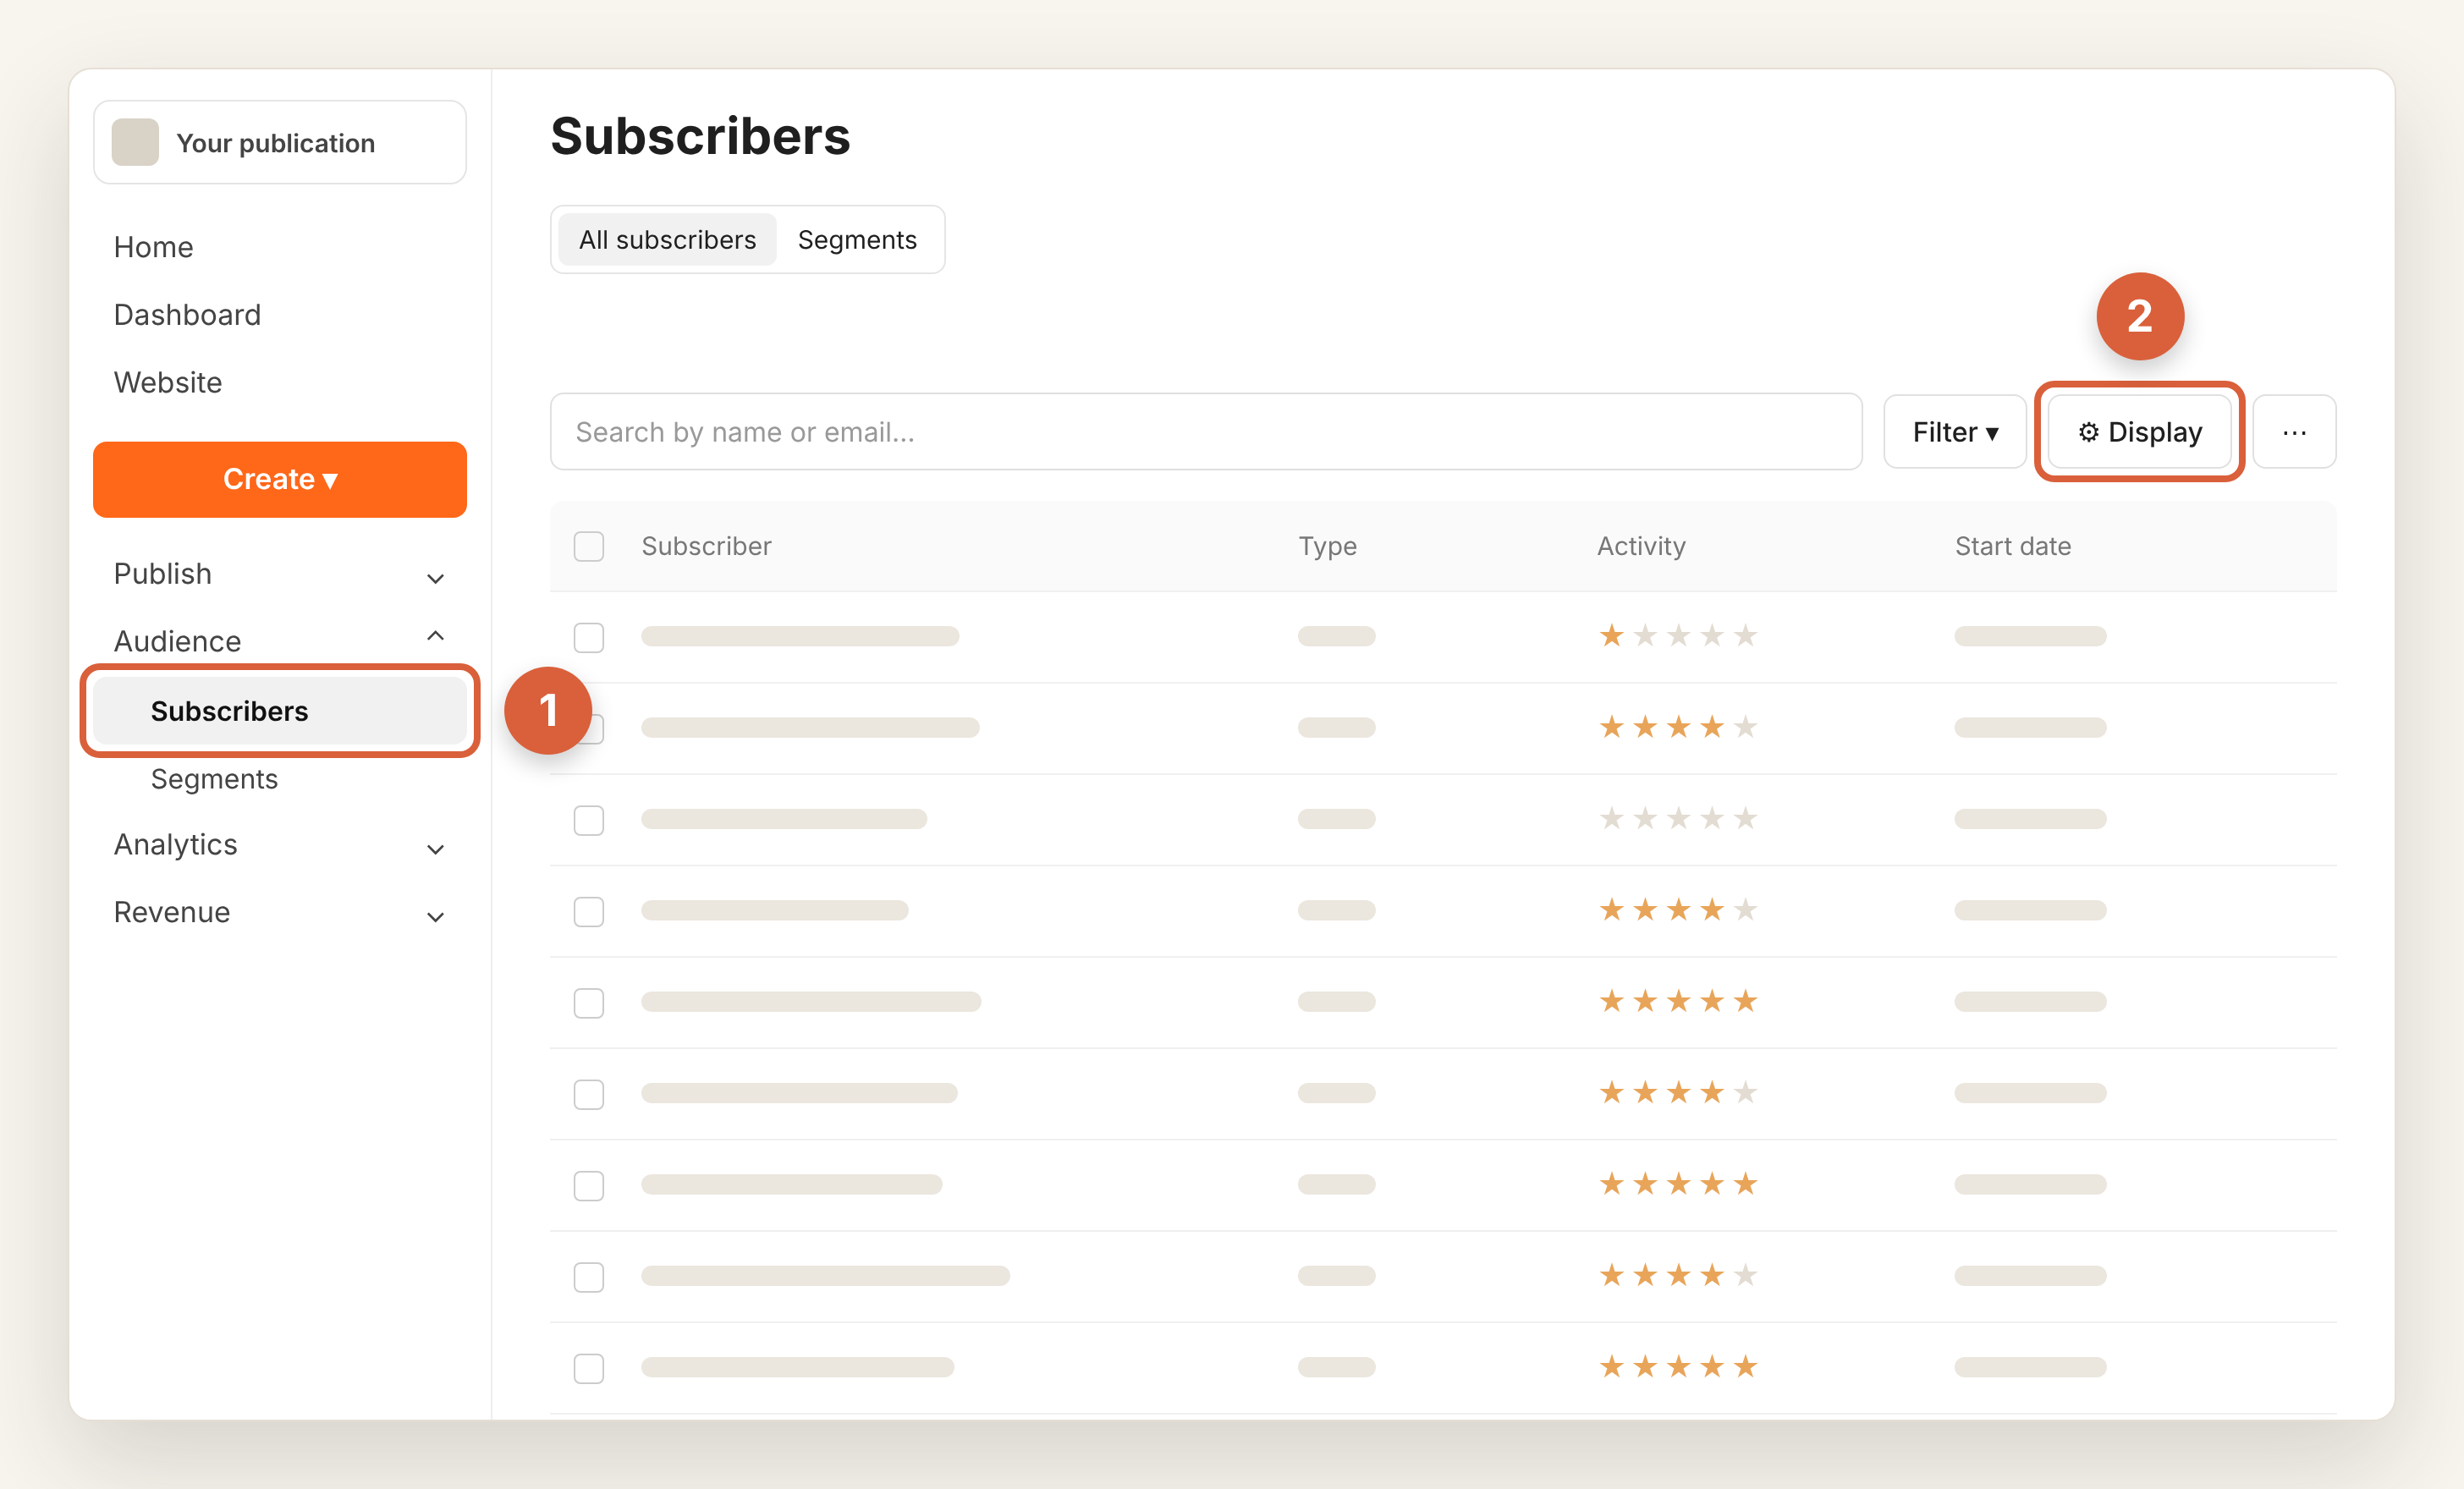 Your publication
Home
Dashboard
Website
Create ▾
Publish
Audience
Subscribers
Segments
Analytics
Revenue
1
Subscribers
All subscribers Segments
2
Search by name or email... Filter ▾ ⚙ Display ...
Subscriber Type Activity Start date